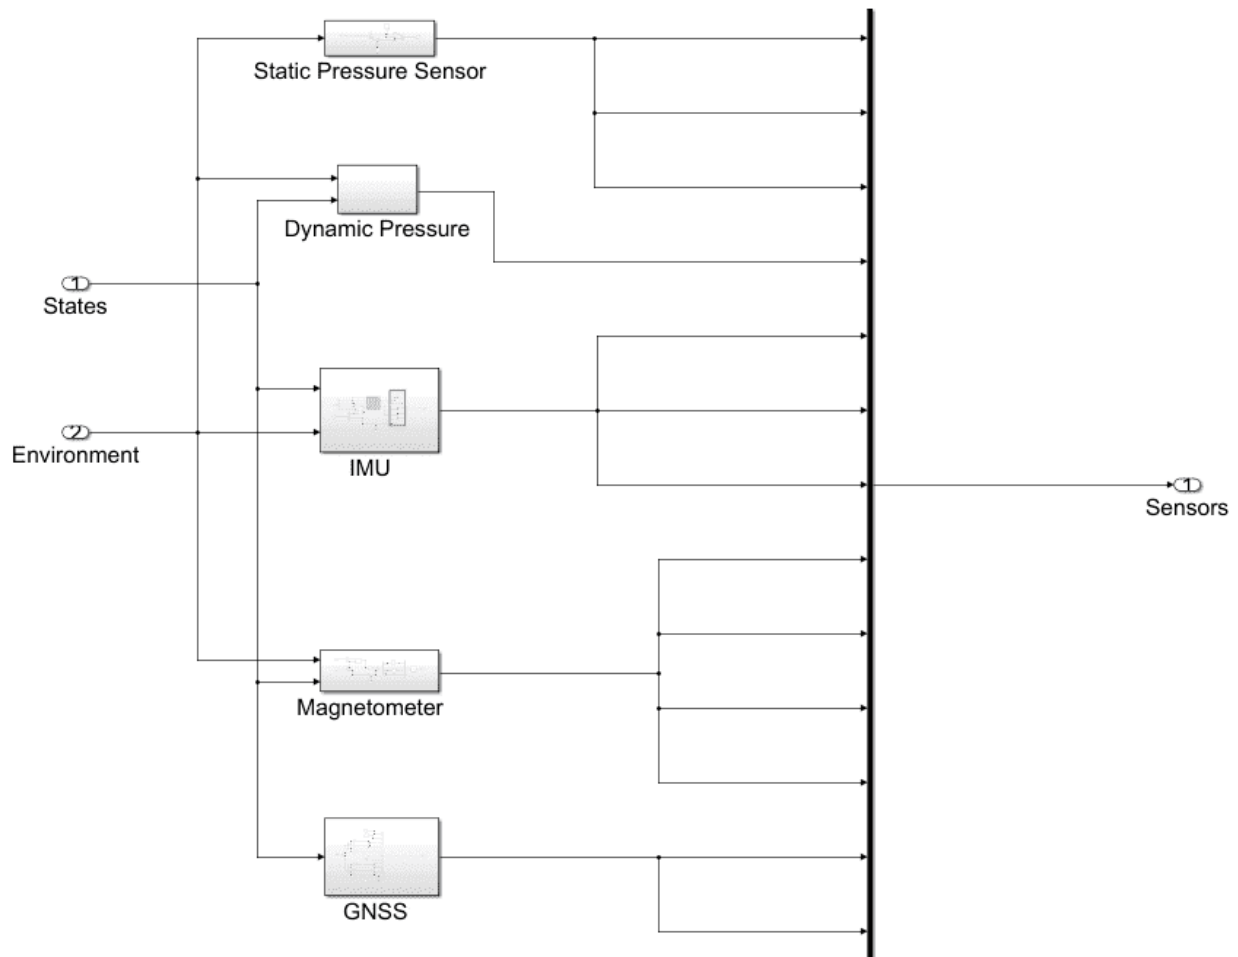 Static Pressure Sensor
Dynamic Pressure
1
States
IMU
2
Environment
1
Sensors
Magnetometer
GNSS